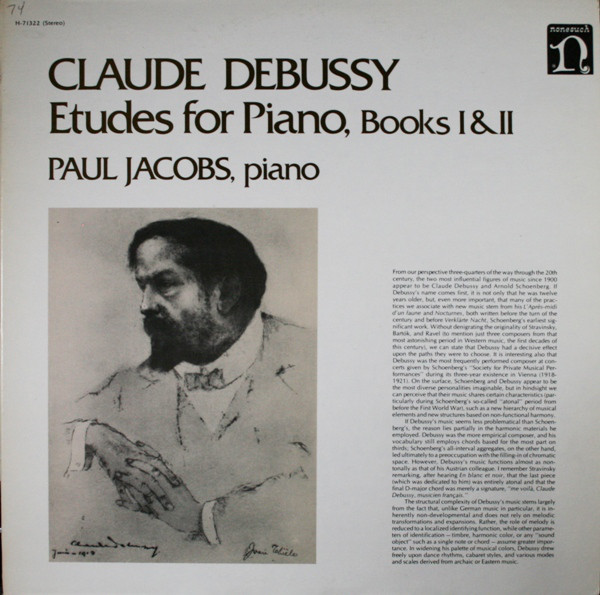 74
H-71322 (Stereo)
nonesuch
n
CLAUDE DEBUSSY
Etudes for Piano, Books I & II
PAUL JACOBS, piano
From our perspective three-quarters of the way through the 20th
century, the two most influential figures of music since 1900
appear to be Claude Debussy and Arnold Schoenberg. If
Debussy's name comes first, it is not only that he was twelve
years older, but, even more important, that many of the prac-
tices we associate with new music stem from his L'Après-midi
d'un faune and Nocturnes, both written before the turn of the
century and before Verklärte Nacht, Schoenberg's earliest sig-
nificant work. Without denigrating the originality of Stravinsky,
Bartók, and Ravel (to mention just three composers from that
most astonishing period in Western music, the first decades of
this century), we can state that Debussy had a decisive effect
upon the paths they were to choose. It is interesting also that
Debussy was the most frequently performed composer at con-
certs given by Schoenberg's "Society for Private Musical Per-
formances" during its three-year existence in Vienna (1918-
1921). On the surface, Schoenberg and Debussy appear to be
the most diverse personalities imaginable, but in hindsight we
can perceive that their music shares certain characteristics (par-
ticularly during Schoenberg's so-called "atonal" period from
before the First World War), such as a new hierarchy of musical
elements and new structures based on non-functional harmony.
If Debussy's music seems less problematical than Schoen-
berg's, the reason lies partially in the harmonic materials he
employed. Debussy was the more empirical composer, and his
vocabulary still employs chords based for the most part on
thirds; Schoenberg's all-interval aggregates, on the other hand,
led ultimately to a preoccupation with the filling-in of chromatic
space. However, Debussy's music functions almost as non-
tonally as that of his Austrian colleague. I remember Stravinsky
remarking, after hearing En blanc et noir, that the last piece
(which was dedicated to him) was entirely atonal and that the
final D-major chord was merely a signature, "me voilà, Claude
Debussy, musicien français."
The structural complexity of Debussy's music stems largely
from the fact that, unlike German music in particular, it is in-
herently non-developmental and does not rely on melodic
transformations and expansions. Rather, the role of melody is
reduced to a localized identifying function, while other parame-
ters of identification — timbre, harmonic color, or any "sound
object" such as a single note or chord — assume greater impor-
tance. In widening his palette of musical colors, Debussy drew
freely upon dance rhythms, cabaret styles, and various modes
and scales derived from archaic or Eastern music.
Claude Debussy